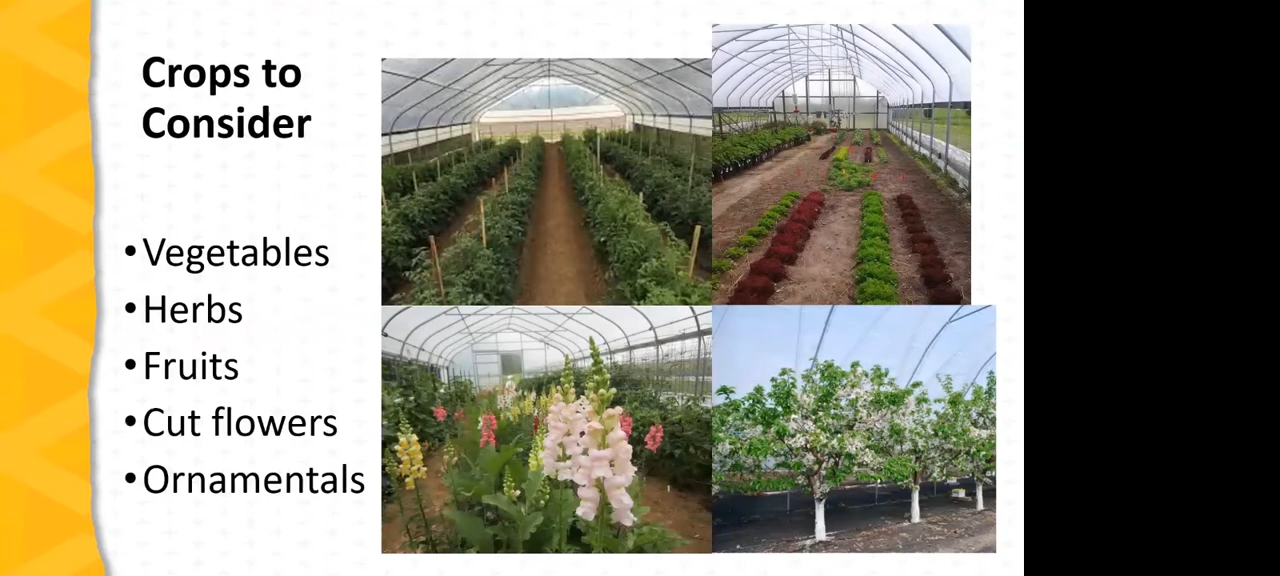 Crops to
Consider
•Vegetables
•Herbs
•Fruits
•Cut flowers
•Ornamentals